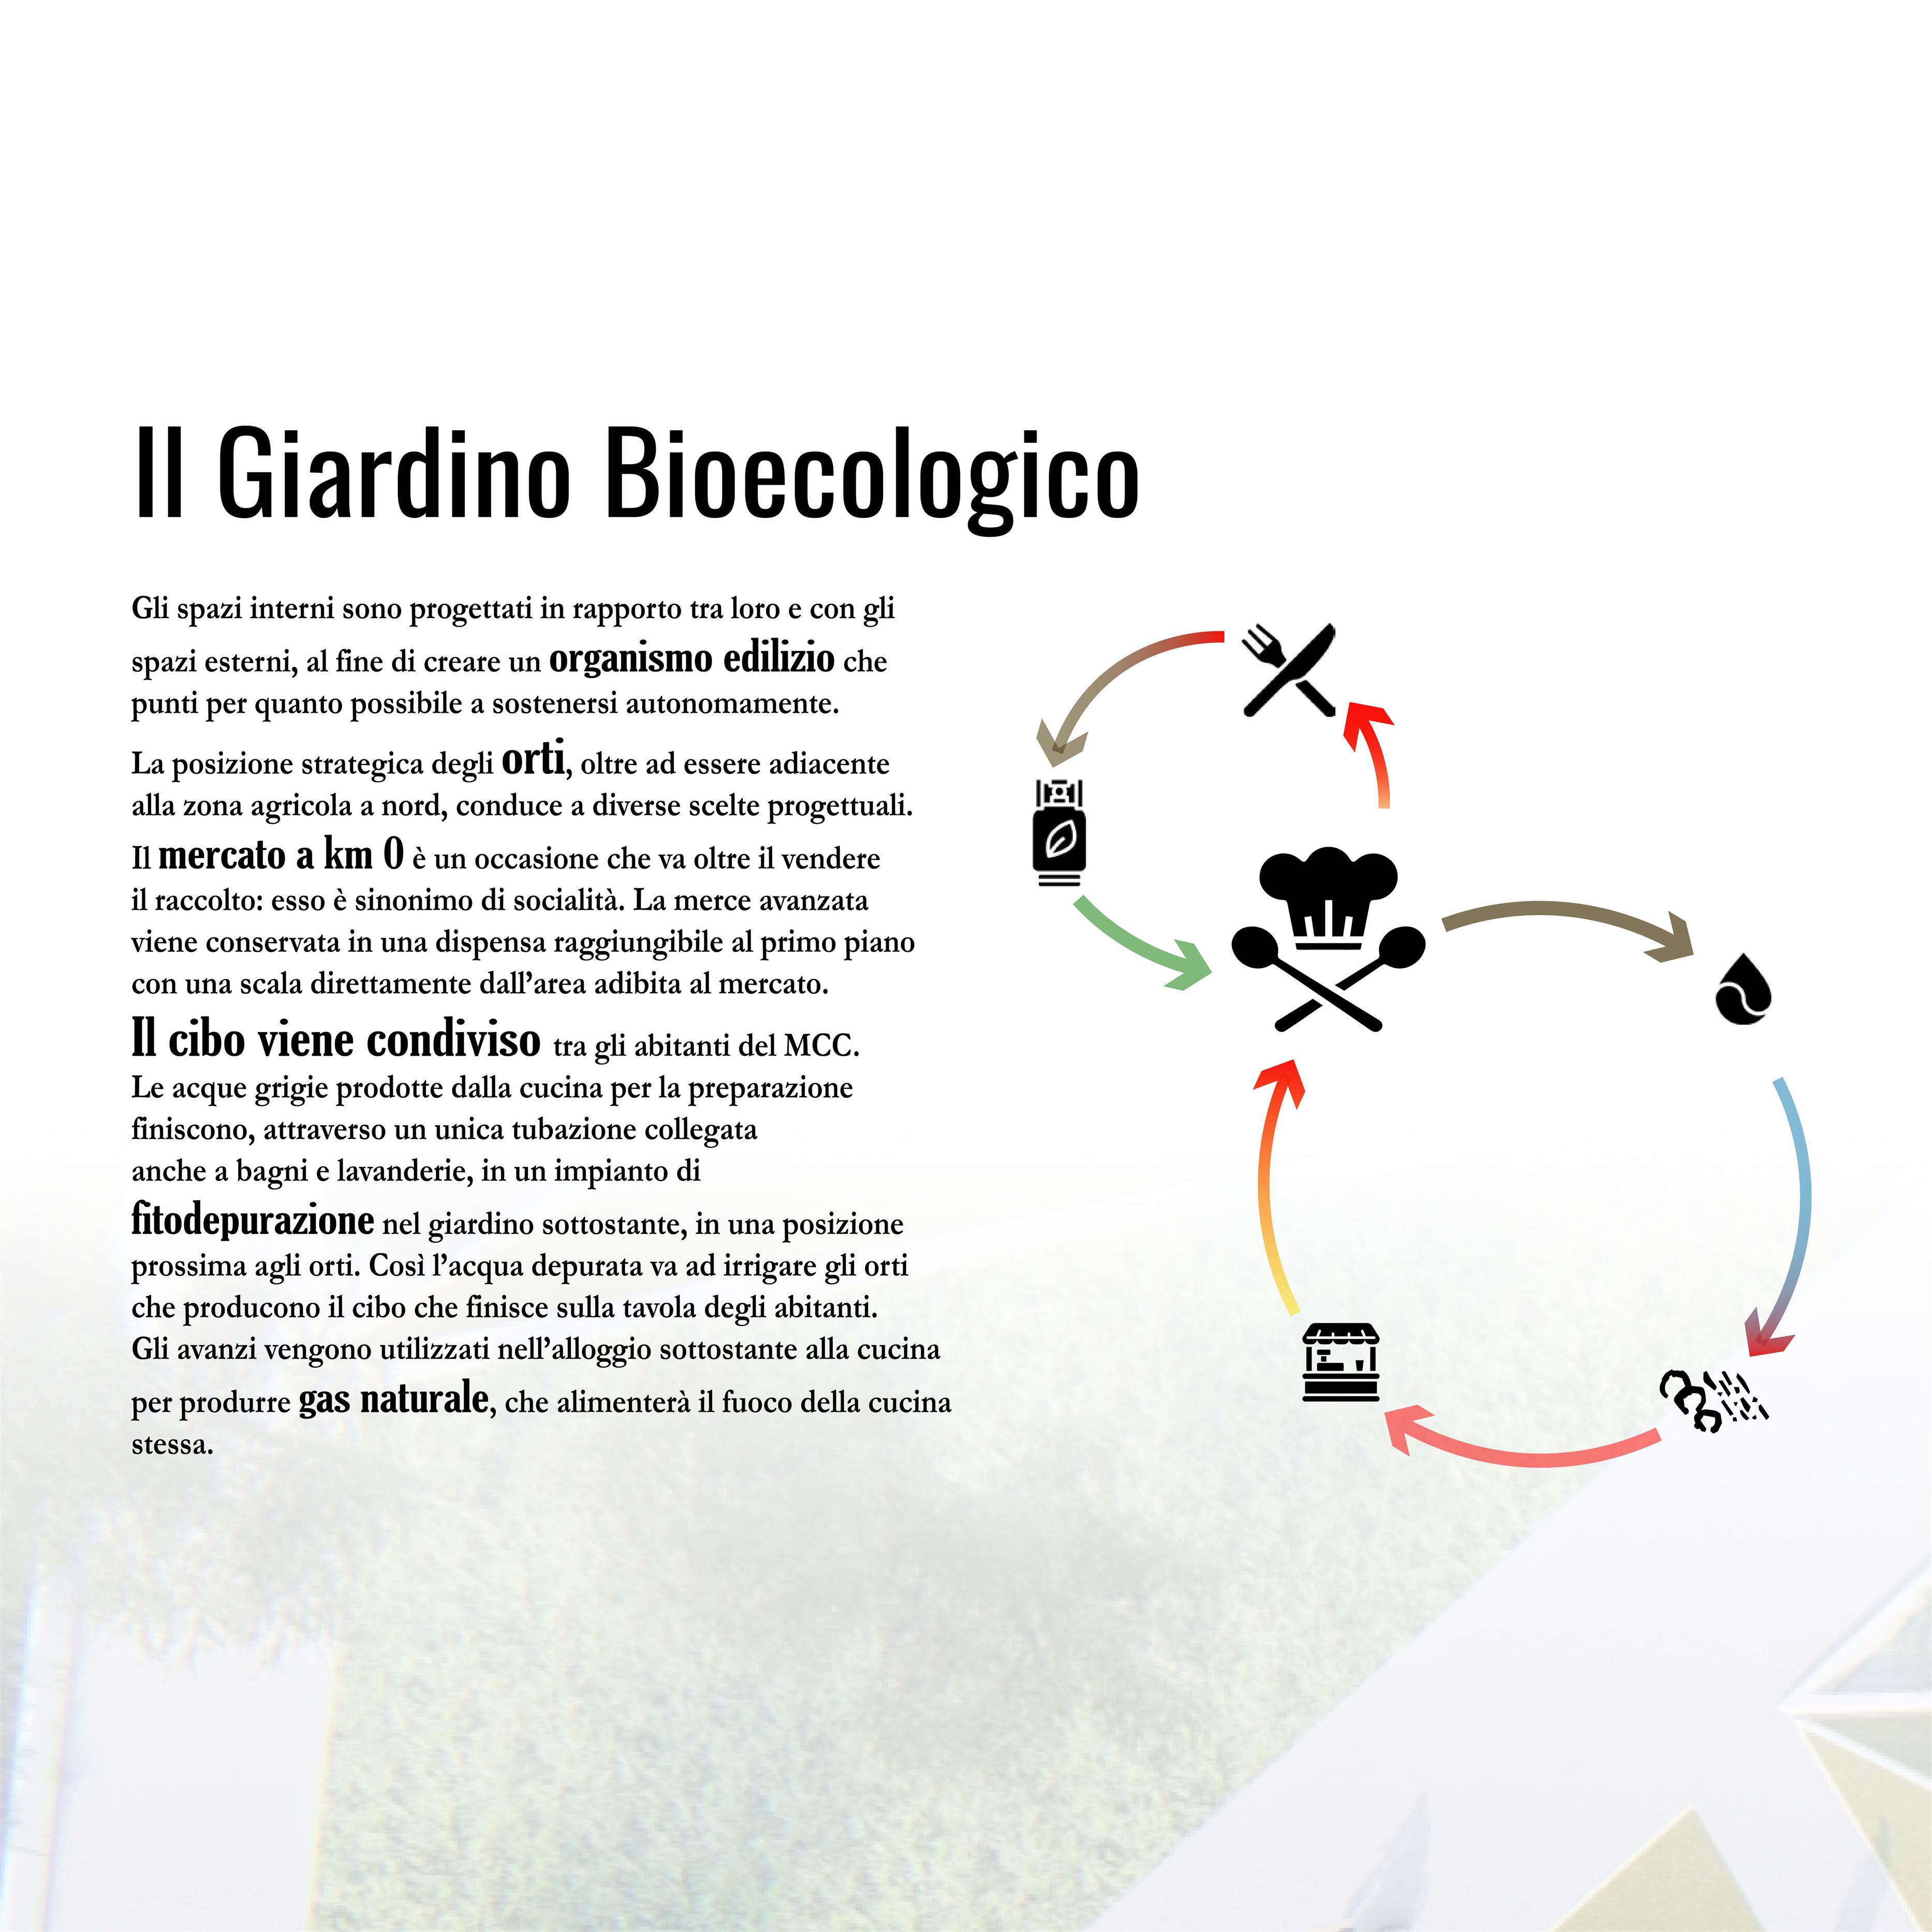 Il Giardino Bioecologico
Gli spazi interni sono progettati in rapporto tra loro e con gli
spazi esterni, al fine di creare un organismo edilizio che
punti per quanto possibile a sostenersi autonomamente.
La posizione strategica degli orti, oltre ad essere adiacente
alla zona agricola a nord, conduce a diverse scelte progettuali.
Il mercato a km 0 è un occasione che va oltre il vendere
il raccolto: esso è sinonimo di socialità. La merce avanzata
viene conservata in una dispensa raggiungibile al primo piano
con una scala direttamente dall’area adibita al mercato.
Il cibo viene condiviso tra gli abitanti del MCC.
Le acque grigie prodotte dalla cucina per la preparazione
finiscono, attraverso un unica tubazione collegata
anche a bagni e lavanderie, in un impianto di
fitodepurazione nel giardino sottostante, in una posizione
prossima agli orti. Così l’acqua depurata va ad irrigare gli orti
che producono il cibo che finisce sulla tavola degli abitanti.
Gli avanzi vengono utilizzati nell’alloggio sottostante alla cucina
per produrre gas naturale, che alimenterà il fuoco della cucina
stessa.